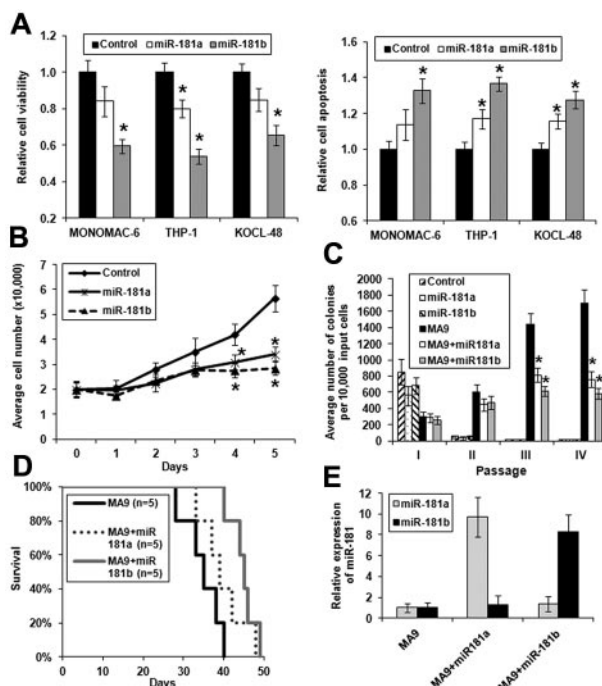 A
Control miR-181a miR-181b
Relative cell viability
1.2
1.0
0.8
0.6
0.4
0.2
* * * *
MONOMAC-6 THP-1 KOCL-48
Control miR-181a miR-181b
Relative cell apoptosis
1.6
1.4
1.2
1.0
0.8
0.6
* * * * *
MONOMAC-6 THP-1 KOCL-48
B
Average cell number (x10,000)
7
6
5
4
3
2
1
Control
miR-181a
miR-181b
* * * *
0 1 2 3 4 5
Days
C
Average number of colonies
per 10,000 input cells
2000
1800
1600
1400
1200
1000
800
600
400
200
0
Control
miR-181a
miR-181b
MA9
MA9+miR181a
MA9+miR181b
* * * *
I II III IV
Passage
D
Survival
100%
80%
60%
40%
20%
0%
MA9 (n=5)
MA9+miR
181a (n=5)
MA9+miR
181b (n=5)
0 10 20 30 40 50
Days
E
Relative expression
of miR-181
14
12
10
8
6
4
2
0
miR-181a
miR-181b
MA9
MA9+miR181a
MA9+miR-181b